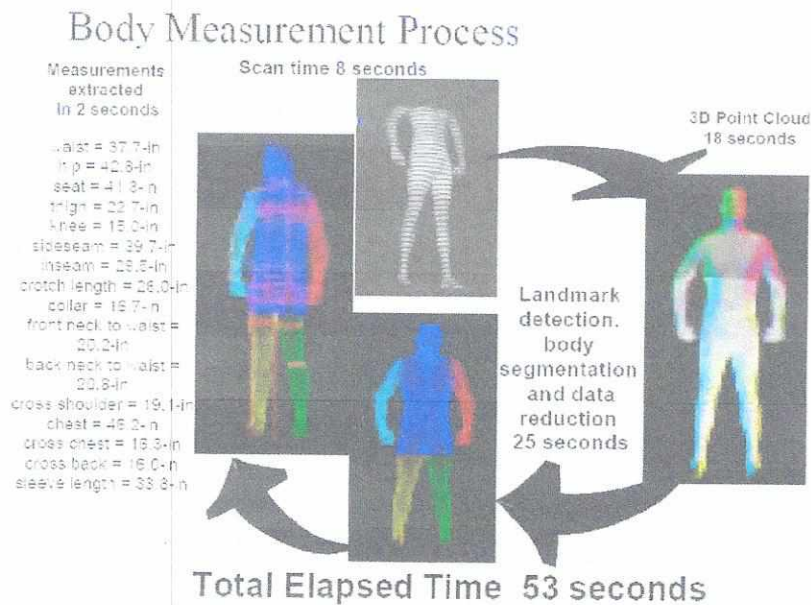 Body Measurement Process
Measurements
extracted
in 2 seconds
waist = 37.7-in
hip = 42.8-in
seat = 41.3-in
thigh = 22.7-in
knee = 15.0-in
sideseam = 39.7-in
inseam = 29.5-in
crotch length = 26.0-in
collar = 16.7-in
front neck to waist =
20.2-in
back neck to waist =
20.8-in
cross shoulder = 19.1-in
chest = 46.2-in
cross chest = 16.3-in
cross back = 16.0-in
sleeve length = 33.8-in
Scan time 8 seconds
3D Point Cloud
18 seconds
Landmark
detection.
body
segmentation
and data
reduction
25 seconds
Total Elapsed Time 53 seconds